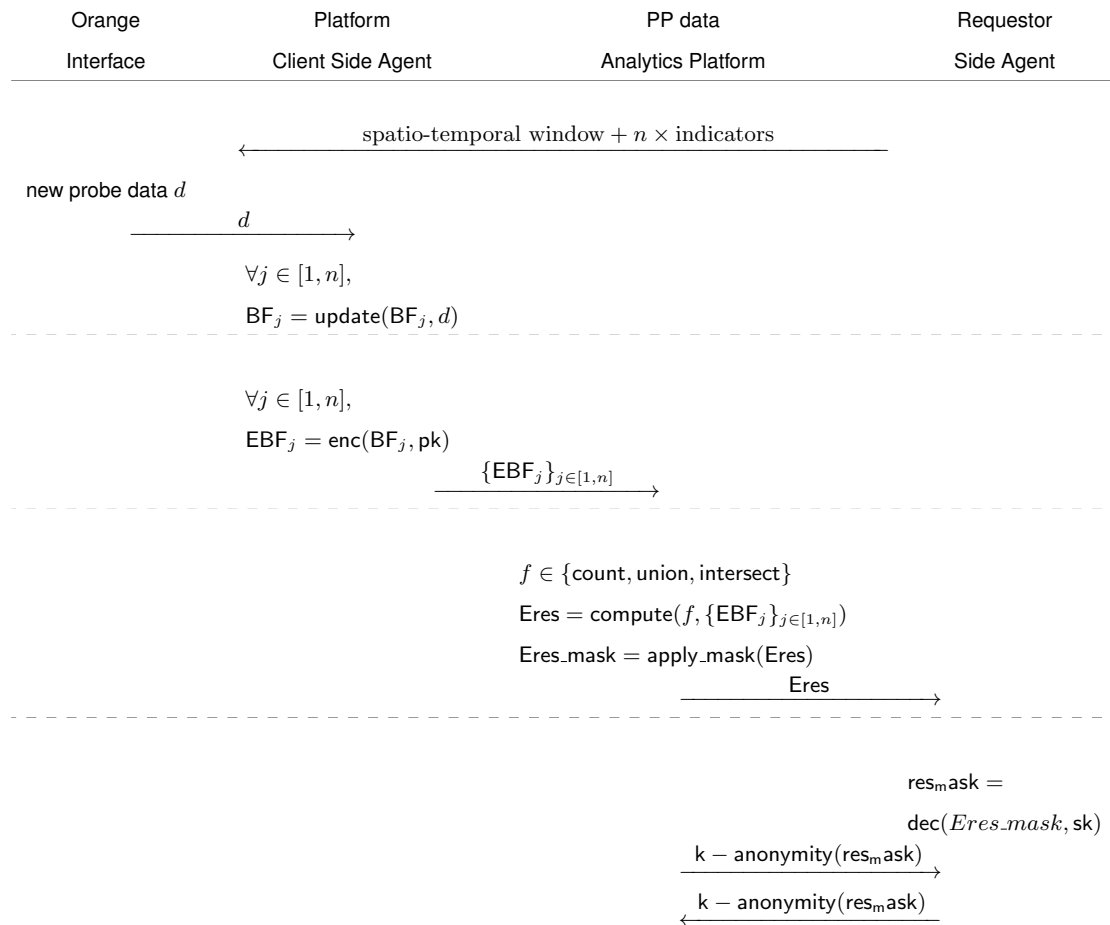 Orange Platform PP data Requestor
Interface Client Side Agent Analytics Platform Side Agent
spatio-temporal window + n × indicators
new probe data d
d
∀j ∈ [1, n],
BF_j = update(BF_j, d)
∀j ∈ [1, n],
EBF_j = enc(BF_j, pk)
{EBF_j}_{j∈[1,n]}
f ∈ {count, union, intersect}
Eres = compute(f, {EBF_j}_{j∈[1,n]})
Eres_mask = apply_mask(Eres)
Eres
res_mask =
dec(Eres_mask, sk)
k − anonymity(res_mask)
k − anonymity(res_mask)